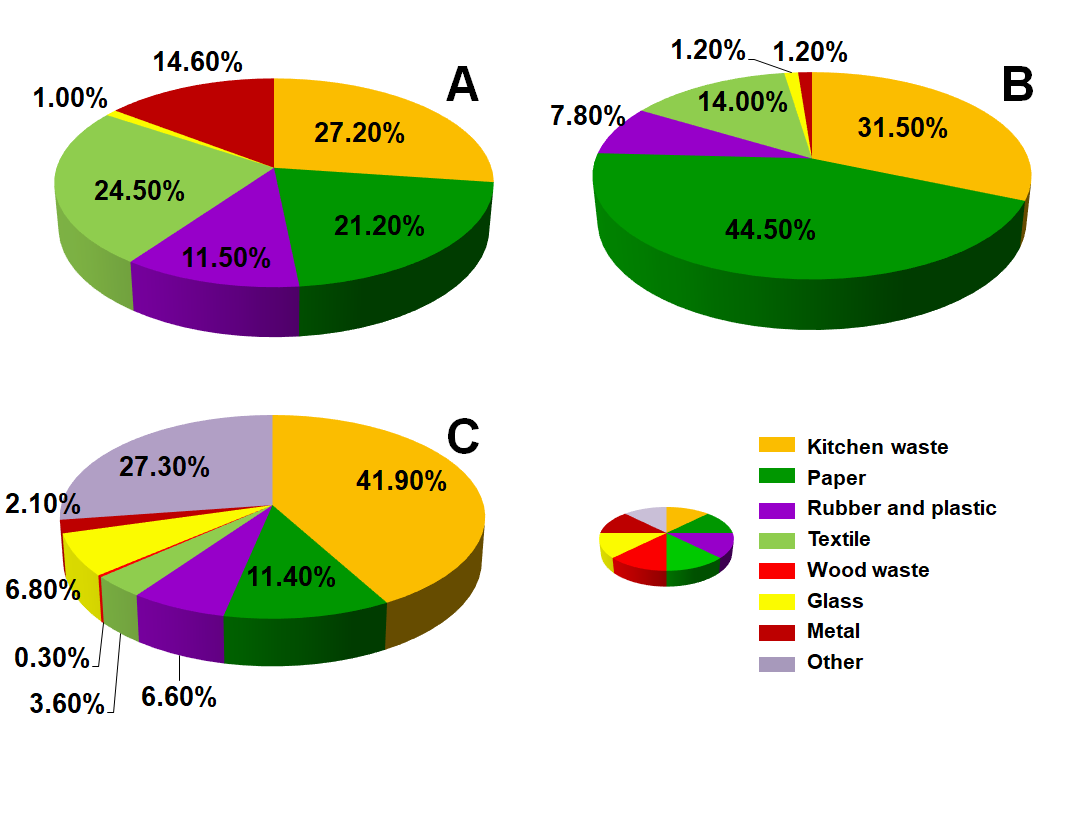 14.60%
A
1.00%
27.20%
24.50%
21.20%
11.50%
1.20%
1.20%
B
7.80%
14.00%
31.50%
44.50%
C
27.30%
41.90%
2.10%
11.40%
6.80%
0.30%
3.60%
6.60%
Kitchen waste
Paper
Rubber and plastic
Textile
Wood waste
Glass
Metal
Other